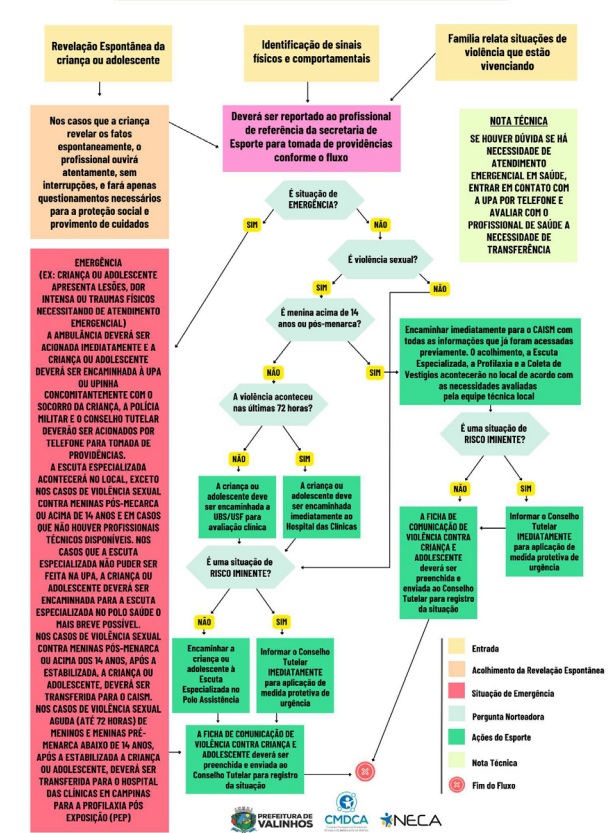 Revelação Espontânea da
criança ou adolescente
Identificação de sinais
físicos e comportamentais
Família relata situações de
violência que estão
vivenciando
Nos casos que a criança
revelar os fatos
espontaneamente, o
profissional ouvirá
atentamente, sem
interrupções, e fará apenas
questionamentos necessários
para a proteção social e
provimento de cuidados
Deverá ser reportado ao profissional
de referência da secretaria de
Esporte para tomada de providências
conforme o fluxo
NOTA TÉCNICA
SE HOUVER DÚVIDA SE HÁ
NECESSIDADE DE
ATENDIMENTO
EMERGENCIAL EM SAÚDE,
ENTRAR EM CONTATO COM
A UPA POR TELEFONE E
AVALIAR COM O
PROFISSIONAL DE SAÚDE A
NECESSIDADE DE
TRANSFERÊNCIA
É situação de
EMERGÊNCIA?
SIM
NÃO
É violência sexual?
SIM
NÃO
É menina acima de 14
anos ou pós-menarca?
NÃO
SIM
EMERGÊNCIA
(EX: CRIANÇA OU ADOLESCENTE
APRESENTA LESÕES, DOR
INTENSA OU TRAUMAS FÍSICOS
NECESSITANDO DE ATENDIMENTO
EMERGENCIAL)
A AMBULÂNCIA DEVERÁ SER
ACIONADA IMEDIATAMENTE E A
CRIANÇA OU ADOLESCENTE
DEVERÁ SER ENCAMINHADA À UPA
OU UPINHA
CONCOMITANTEMENTE COM O
SOCORRO DA CRIANÇA, A POLÍCIA
MILITAR E O CONSELHO TUTELAR
DEVERÃO SER ACIONADOS POR
TELEFONE PARA TOMADA DE
PROVIDÊNCIAS.
A ESCUTA ESPECIALIZADA
ACONTECERÁ NO LOCAL, EXCETO
NOS CASOS DE VIOLÊNCIA SEXUAL
CONTRA MENINAS PÓS-MECARCA
OU ACIMA DE 14 ANOS E EM CASOS
QUE NÃO HOUVER PROFISSIONAIS
TÉCNICOS DISPONÍVEIS. NOS
CASOS QUE A ESCUTA
ESPECIALIZADA NÃO PUDER SER
FEITA NA UPA, A CRIANÇA OU
ADOLESCENTE DEVERÁ SER
ENCAMINHADA PARA A ESCUTA
ESPECIALIZADA NO POLO SAÚDE O
MAIS BREVE POSSÍVEL.
NOS CASOS DE VIOLÊNCIA SEXUAL
CONTRA MENINAS PÓS-MENARCA
OU ACIMA DOS 14 ANOS, APÓS A
ESTABILIZADA, A CRIANÇA OU
ADOLESCENTE, DEVERÁ SER
TRANSFERIDA PARA O CAISM.
NOS CASOS DE VIOLÊNCIA SEXUAL
AGUDA (ATÉ 72 HORAS) DE
MENINOS E MENINAS PRÉ-
MENARCA ABAIXO DE 14 ANOS,
APÓS A ESTABILIZADA A CRIANÇA
OU ADOLESCENTE, DEVERÁ SER
TRANSFERIDA PARA O HOSPITAL
DAS CLÍNICAS EM CAMPINAS
PARA A PROFILAXIA PÓS
EXPOSIÇÃO (PEP)
Encaminhar imediatamente para o CAISM com
todas as informações que já foram acessadas
previamente. O acolhimento, a Escuta
Especializada, a Profilaxia e a Coleta de
Vestígios acontecerão no local de acordo com
as necessidades avaliadas
pela equipe técnica local
A violência aconteceu
nas últimas 72 horas?
NÃO
SIM
É uma situação de
RISCO IMINENTE?
NÃO
SIM
A criança ou
adolescente deve
ser encaminhada a
UBS/USF para
avaliação clínica
A criança ou
adolescente deve
ser encaminhada
imediatamente ao
Hospital das Clínicas
A FICHA DE
COMUNICAÇÃO DE
VIOLÊNCIA CONTRA
CRIANÇA E
ADOLESCENTE
deverá ser
preenchida e
enviada ao Conselho
Tutelar para registro
da situação
Informar o Conselho
Tutelar
IMEDIATAMENTE para
aplicação de medida
protetiva de
urgência
É uma situação de
RISCO IMINENTE?
NÃO
SIM
Encaminhar a
criança ou
adolescente à
Escuta
Especializada no
Polo Assistência
Informar o Conselho
Tutelar
IMEDIATAMENTE para
aplicação de
medida protetiva de
urgência
A FICHA DE COMUNICAÇÃO DE
VIOLÊNCIA CONTRA CRIANÇA E
ADOLESCENTE deverá ser
preenchida e enviada ao
Conselho Tutelar para registro
da situação
Entrada
Acolhimento da Revelação Espontânea
Situação de Emergência
Pergunta Norteadora
Ações do Esporte
Nota Técnica
Fim do Fluxo
PREFEITURA DE
VALINHOS
CMDCA
NECA